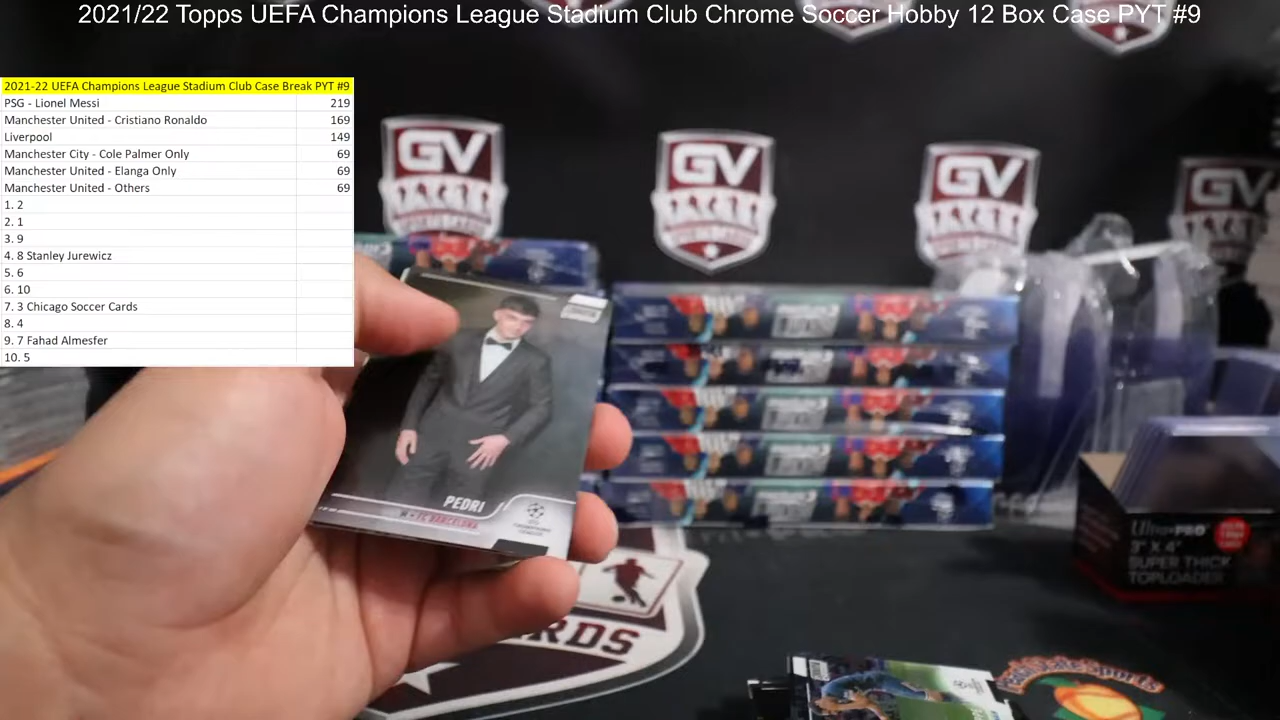 2021/22 Topps UEFA Champions League Stadium Club Chrome Soccer Hobby 12 Box Case PYT #9
2021-22 UEFA Champions League Stadium Club Case Break PYT #9
PSG - Lionel Messi 219
Manchester United - Cristiano Ronaldo 169
Liverpool 149
Manchester City - Cole Palmer Only 69
Manchester United - Elanga Only 69
Manchester United - Others 69
1. 2
2. 1
3. 9
4. 8 Stanley Jurewicz
5. 6
6. 10
7. 3 Chicago Soccer Cards
8. 4
9. 7 Fahad Almesfer
10. 5
GV
GV
GV
GV
PEDRI
M • FC BARCELONA
Ultra•PRO
3" X 4"
SUPER THICK
TOPLOADER
RDS
Sports